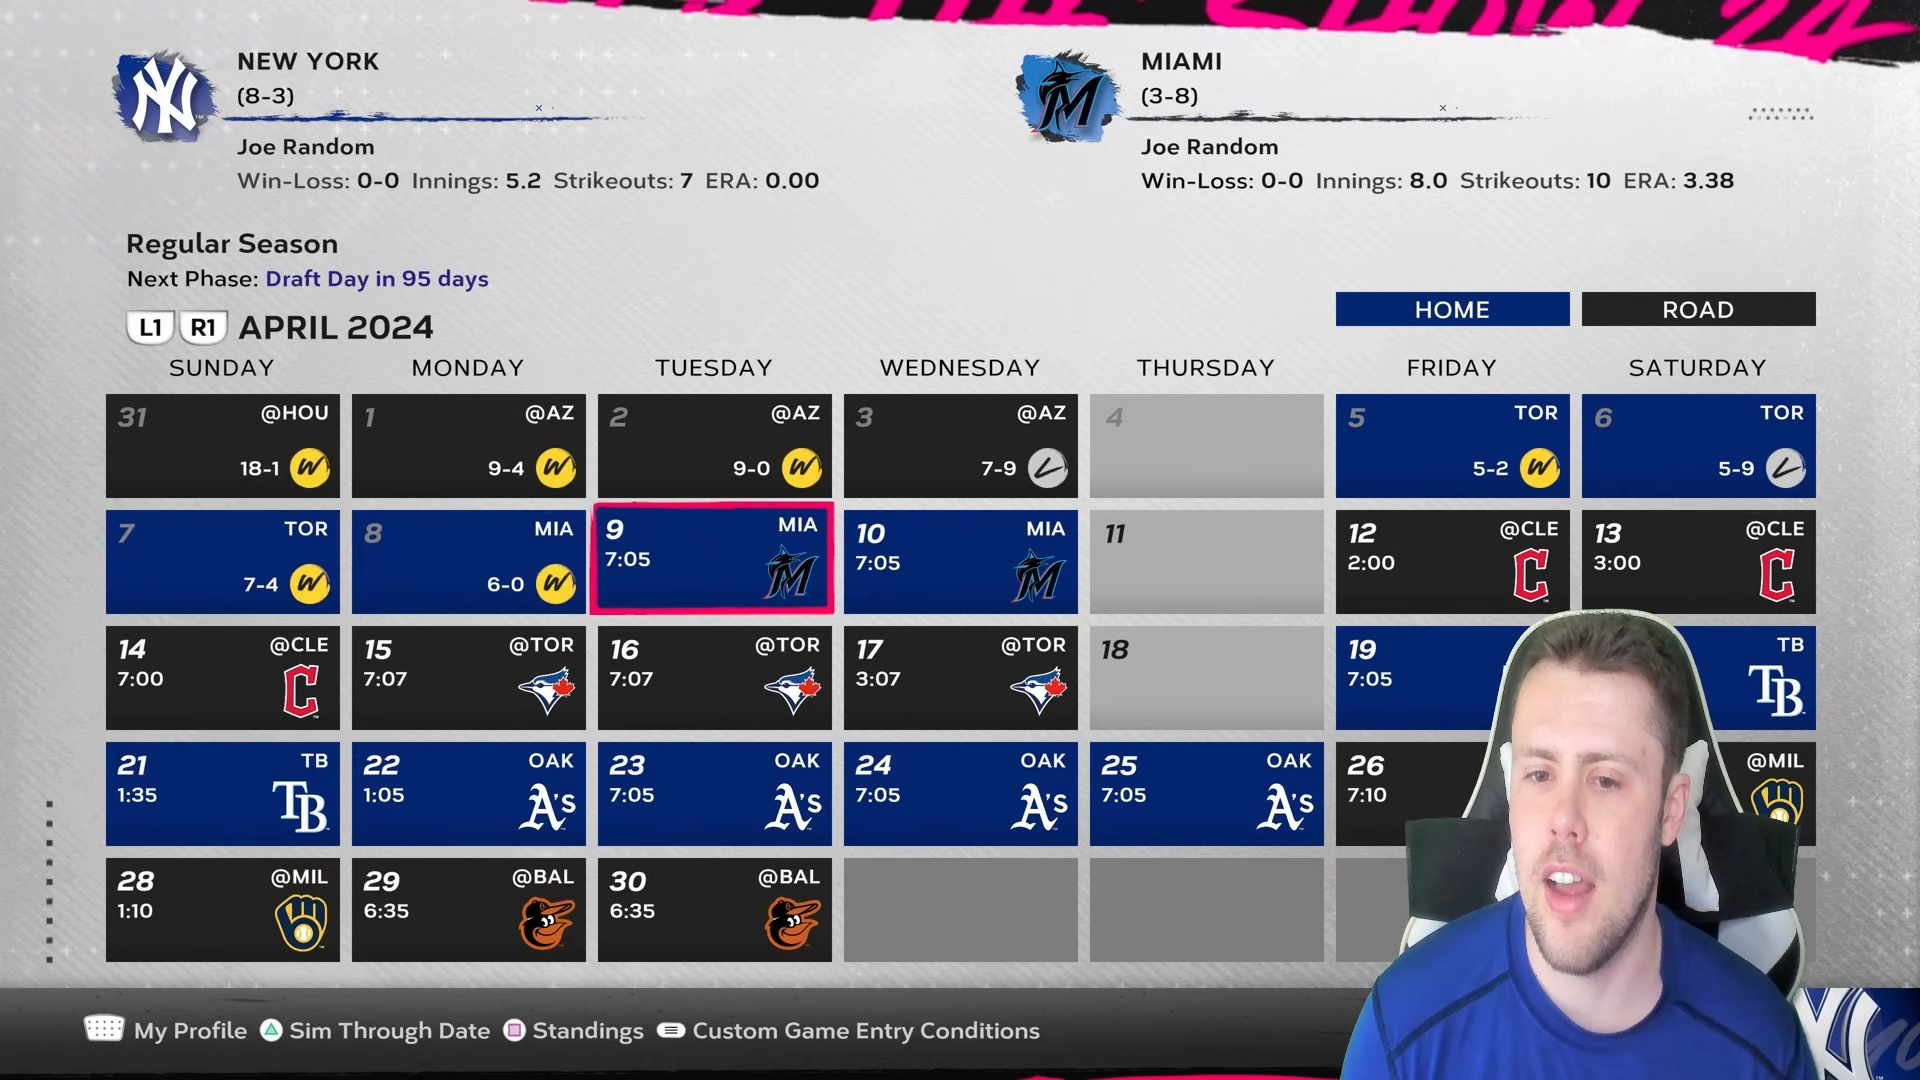 NEW YORK
(8-3)
Joe Random
Win-Loss: 0-0 Innings: 5.2 Strikeouts: 7 ERA: 0.00
MIAMI
(3-8)
Joe Random
Win-Loss: 0-0 Innings: 8.0 Strikeouts: 10 ERA: 3.38
Regular Season
Next Phase: Draft Day in 95 days
L1 R1 APRIL 2024
HOME ROAD
SUNDAY MONDAY TUESDAY WEDNESDAY THURSDAY FRIDAY SATURDAY
31 @HOU 1 @AZ 2 @AZ 3 @AZ 4 5 TOR 6 TOR
18-1 W 9-4 W 9-0 W 7-9 L 5-2 W 5-9 L
7 TOR 8 MIA 9 MIA 10 MIA 11 12 @CLE 13 @CLE
7-4 W 6-0 W 7:05 M 7:05 M 2:00 C 3:00 C
14 @CLE 15 @TOR 16 @TOR 17 @TOR 18 19 TB
7:00 C 7:07 7:07 3:07 7:05 TB
21 TB 22 OAK 23 OAK 24 OAK 25 OAK 26 @MIL
1:35 TB 1:05 A's 7:05 A's 7:05 A's 7:05 A's 7:10
28 @MIL 29 @BAL 30 @BAL
1:10 6:35 6:35
My Profile Sim Through Date Standings Custom Game Entry Conditions